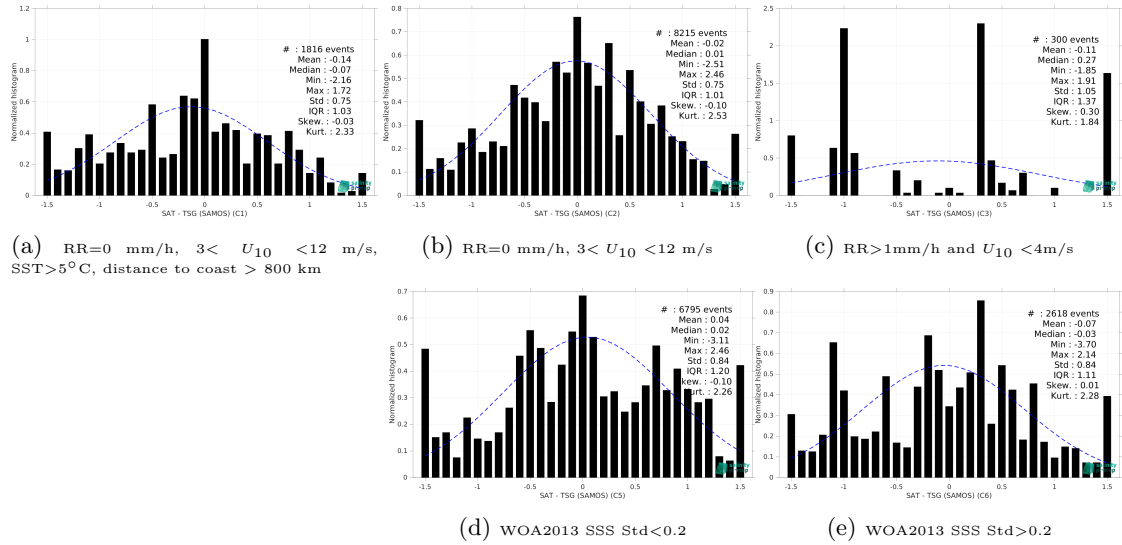 1.2
1
0.8
0.6
0.4
0.2
0
Normalized histogram
# : 1816 events
Mean : -0.14
Median : -0.07
Min : -2.16
Max : 1.72
Std : 0.75
IQR : 1.03
Skew. : -0.03
Kurt. : 2.33
-1.5 -1 -0.5 0 0.5 1 1.5
SAT - TSG (SAMOS) (C1)
(a) RR=0 mm/h, 3< U10 <12 m/s,
SST>5°C, distance to coast > 800 km
0.8
0.7
0.6
0.5
0.4
0.3
0.2
0.1
0
Normalized histogram
# : 8215 events
Mean : -0.02
Median : 0.01
Min : -2.51
Max : 2.46
Std : 0.75
IQR : 1.01
Skew. : -0.10
Kurt. : 2.53
-1.5 -1 -0.5 0 0.5 1 1.5
SAT - TSG (SAMOS) (C2)
(b) RR=0 mm/h, 3< U10 <12 m/s
2.5
2
1.5
1
0.5
0
Normalized histogram
# : 300 events
Mean : -0.11
Median : 0.27
Min : -1.85
Max : 1.91
Std : 1.05
IQR : 1.37
Skew. : 0.30
Kurt. : 1.84
-1.5 -1 -0.5 0 0.5 1 1.5
SAT - TSG (SAMOS) (C3)
(c) RR>1mm/h and U10 <4m/s
0.7
0.6
0.5
0.4
0.3
0.2
0.1
0
Normalized histogram
# : 6795 events
Mean : 0.04
Median : 0.02
Min : -3.11
Max : 2.46
Std : 0.84
IQR : 1.20
Skew. : -0.10
Kurt. : 2.26
-1.5 -1 -0.5 0 0.5 1 1.5
SAT - TSG (SAMOS) (C5)
(d) WOA2013 SSS Std<0.2
0.9
0.8
0.7
0.6
0.5
0.4
0.3
0.2
0.1
0
Normalized histogram
# : 2618 events
Mean : -0.07
Median : -0.03
Min : -3.70
Max : 2.14
Std : 0.84
IQR : 1.11
Skew. : 0.01
Kurt. : 2.28
-1.5 -1 -0.5 0 0.5 1 1.5
SAT - TSG (SAMOS) (C6)
(e) WOA2013 SSS Std>0.2